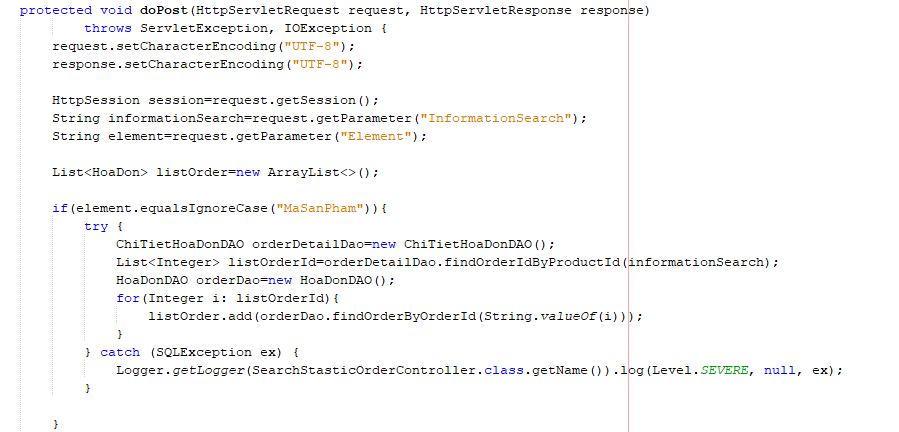 protected void doPost(HttpServletRequest request, HttpServletResponse response)
throws ServletException, IOException {
request.setCharacterEncoding("UTF-8");
response.setCharacterEncoding("UTF-8");
HttpSession session=request.getSession();
String informationSearch=request.getParameter("InformationSearch");
String element=request.getParameter("Element");
List<HoaDon> listOrder=new ArrayList<>();
if(element.equalsIgnoreCase("MaSanPham")){
try {
ChiTietHoaDonDAO orderDetailDao=new ChiTietHoaDonDAO();
List<Integer> listOrderId=orderDetailDao.findOrderIdByProductId(informationSearch);
HoaDonDAO orderDao=new HoaDonDAO();
for(Integer i: listOrderId){
listOrder.add(orderDao.findOrderByOrderId(String.valueOf(i)));
}
} catch (SQLException ex) {
Logger.getLogger(SearchStasticOrderController.class.getName()).log(Level.SEVERE, null, ex);
}
}